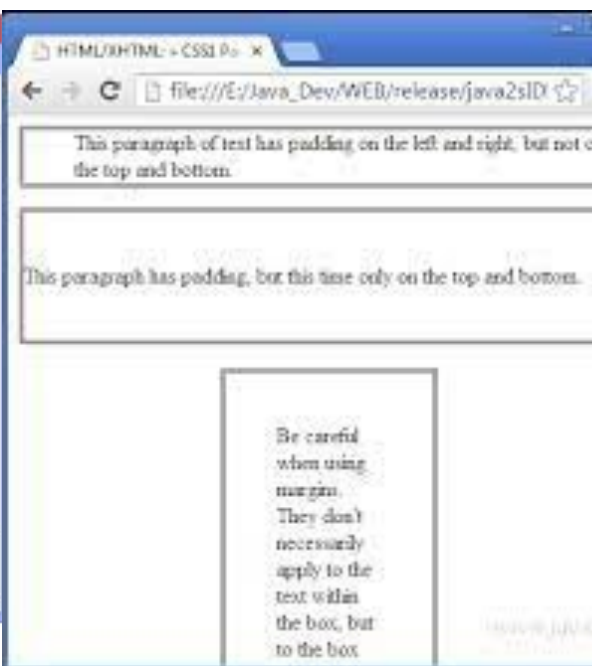 HTML/XHTML » CSS1 Pa
file:///E:/Java_Dev/WEB/release/java2sID!
This paragraph of text has padding on the left and right, but not o
the top and bottom.
This paragraph has padding, but this time only on the top and bottom.
Be careful
when using
margins.
They don't
necessarily
apply to the
text within
the box, but
to the box